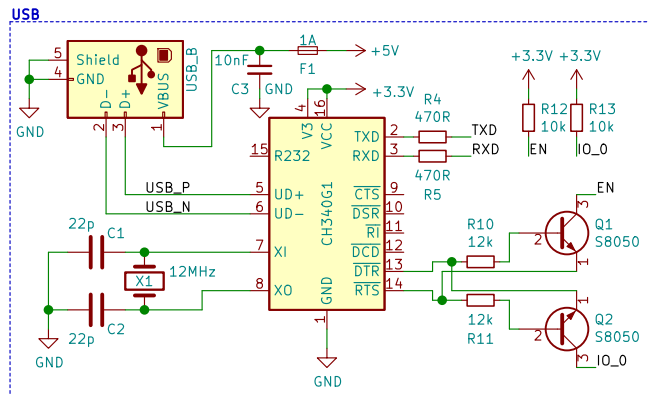 USB
5 Shield
4 GND
D-
D+
VBUS
USB_B
2
3
1
GND
10nF
C3
GND
1A
F1
+5V
+3.3V
+3.3V
+3.3V
R12
10k
R13
10k
EN
IO_0
4
16
V3
VCC
15 R232
CH340G1
TXD 2
RXD 3
R4
470R
TXD
RXD
470R
R5
USB_P
USB_N
5 UD+
6 UD-
7 XI
8 XO
CTS 9
DSR 10
RI 11
DCD 12
DTR 13
RTS 14
GND
1
GND
22p
C1
X1
12MHz
C2
22p
GND
R10
12k
12k
R11
EN
3
2
1
Q1
S8050
1
2
3
Q2
S8050
IO_0